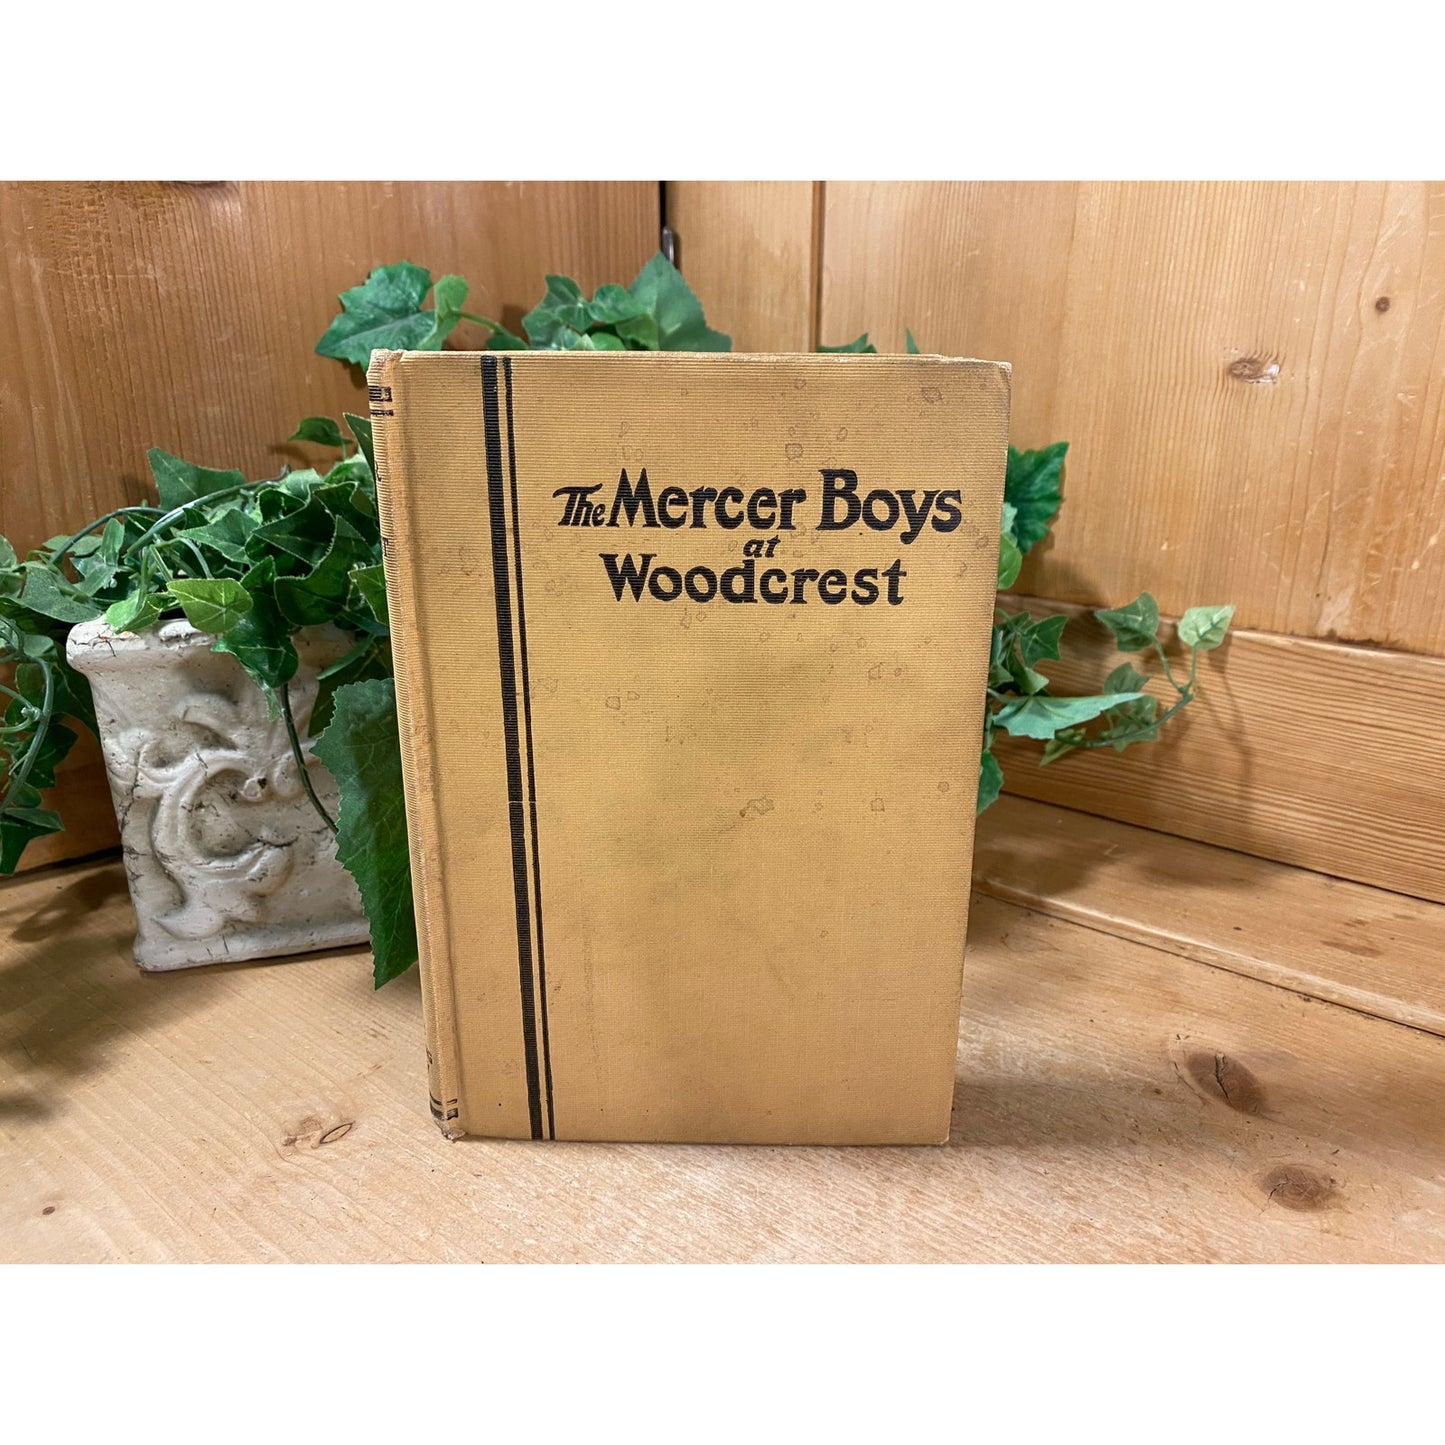 The Mercer Boys
at
Woodcrest